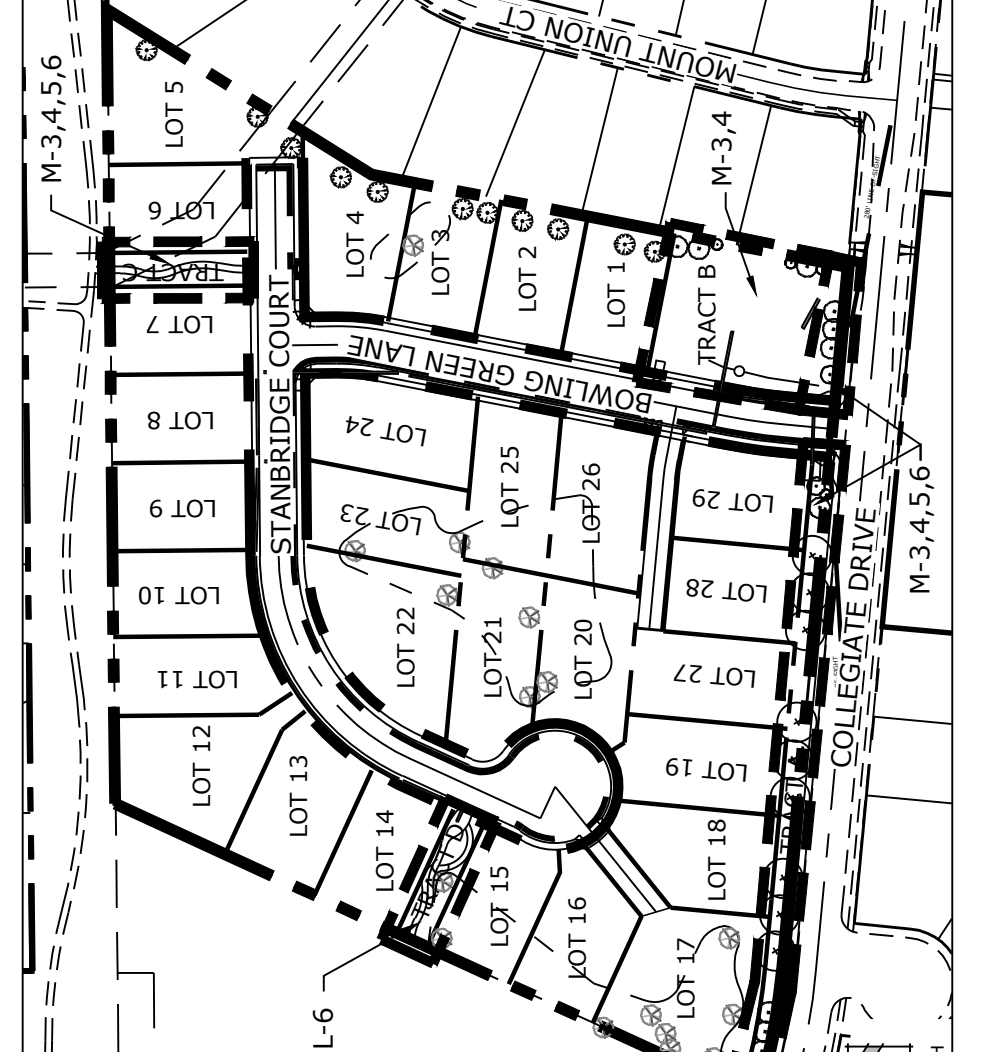 MOUNT UNION CT
M-3,4,5,6
LOT 5
M-3,4
LOT 6
LOT 4
LOT 3
LOT 2
LOT 1
TRACT B
TRACT C
LOT 7
STANBRIDGE COURT
BOWLING GREEN LANE
LOT 8
LOT 24
LOT 25
LOT 26
LOT 9
LOT 23
LOT 29
M-3,4,5,6
LOT 10
LOT 28
COLLEGIATE DRIVE
LOT 22
LOT 21
LOT 20
LOT 11
LOT 27
LOT 12
LOT 13
LOT 19
LOT 14
TRACT D
LOT 18
TRACT A
LOT 15
LOT 16
LOT 17
L-6